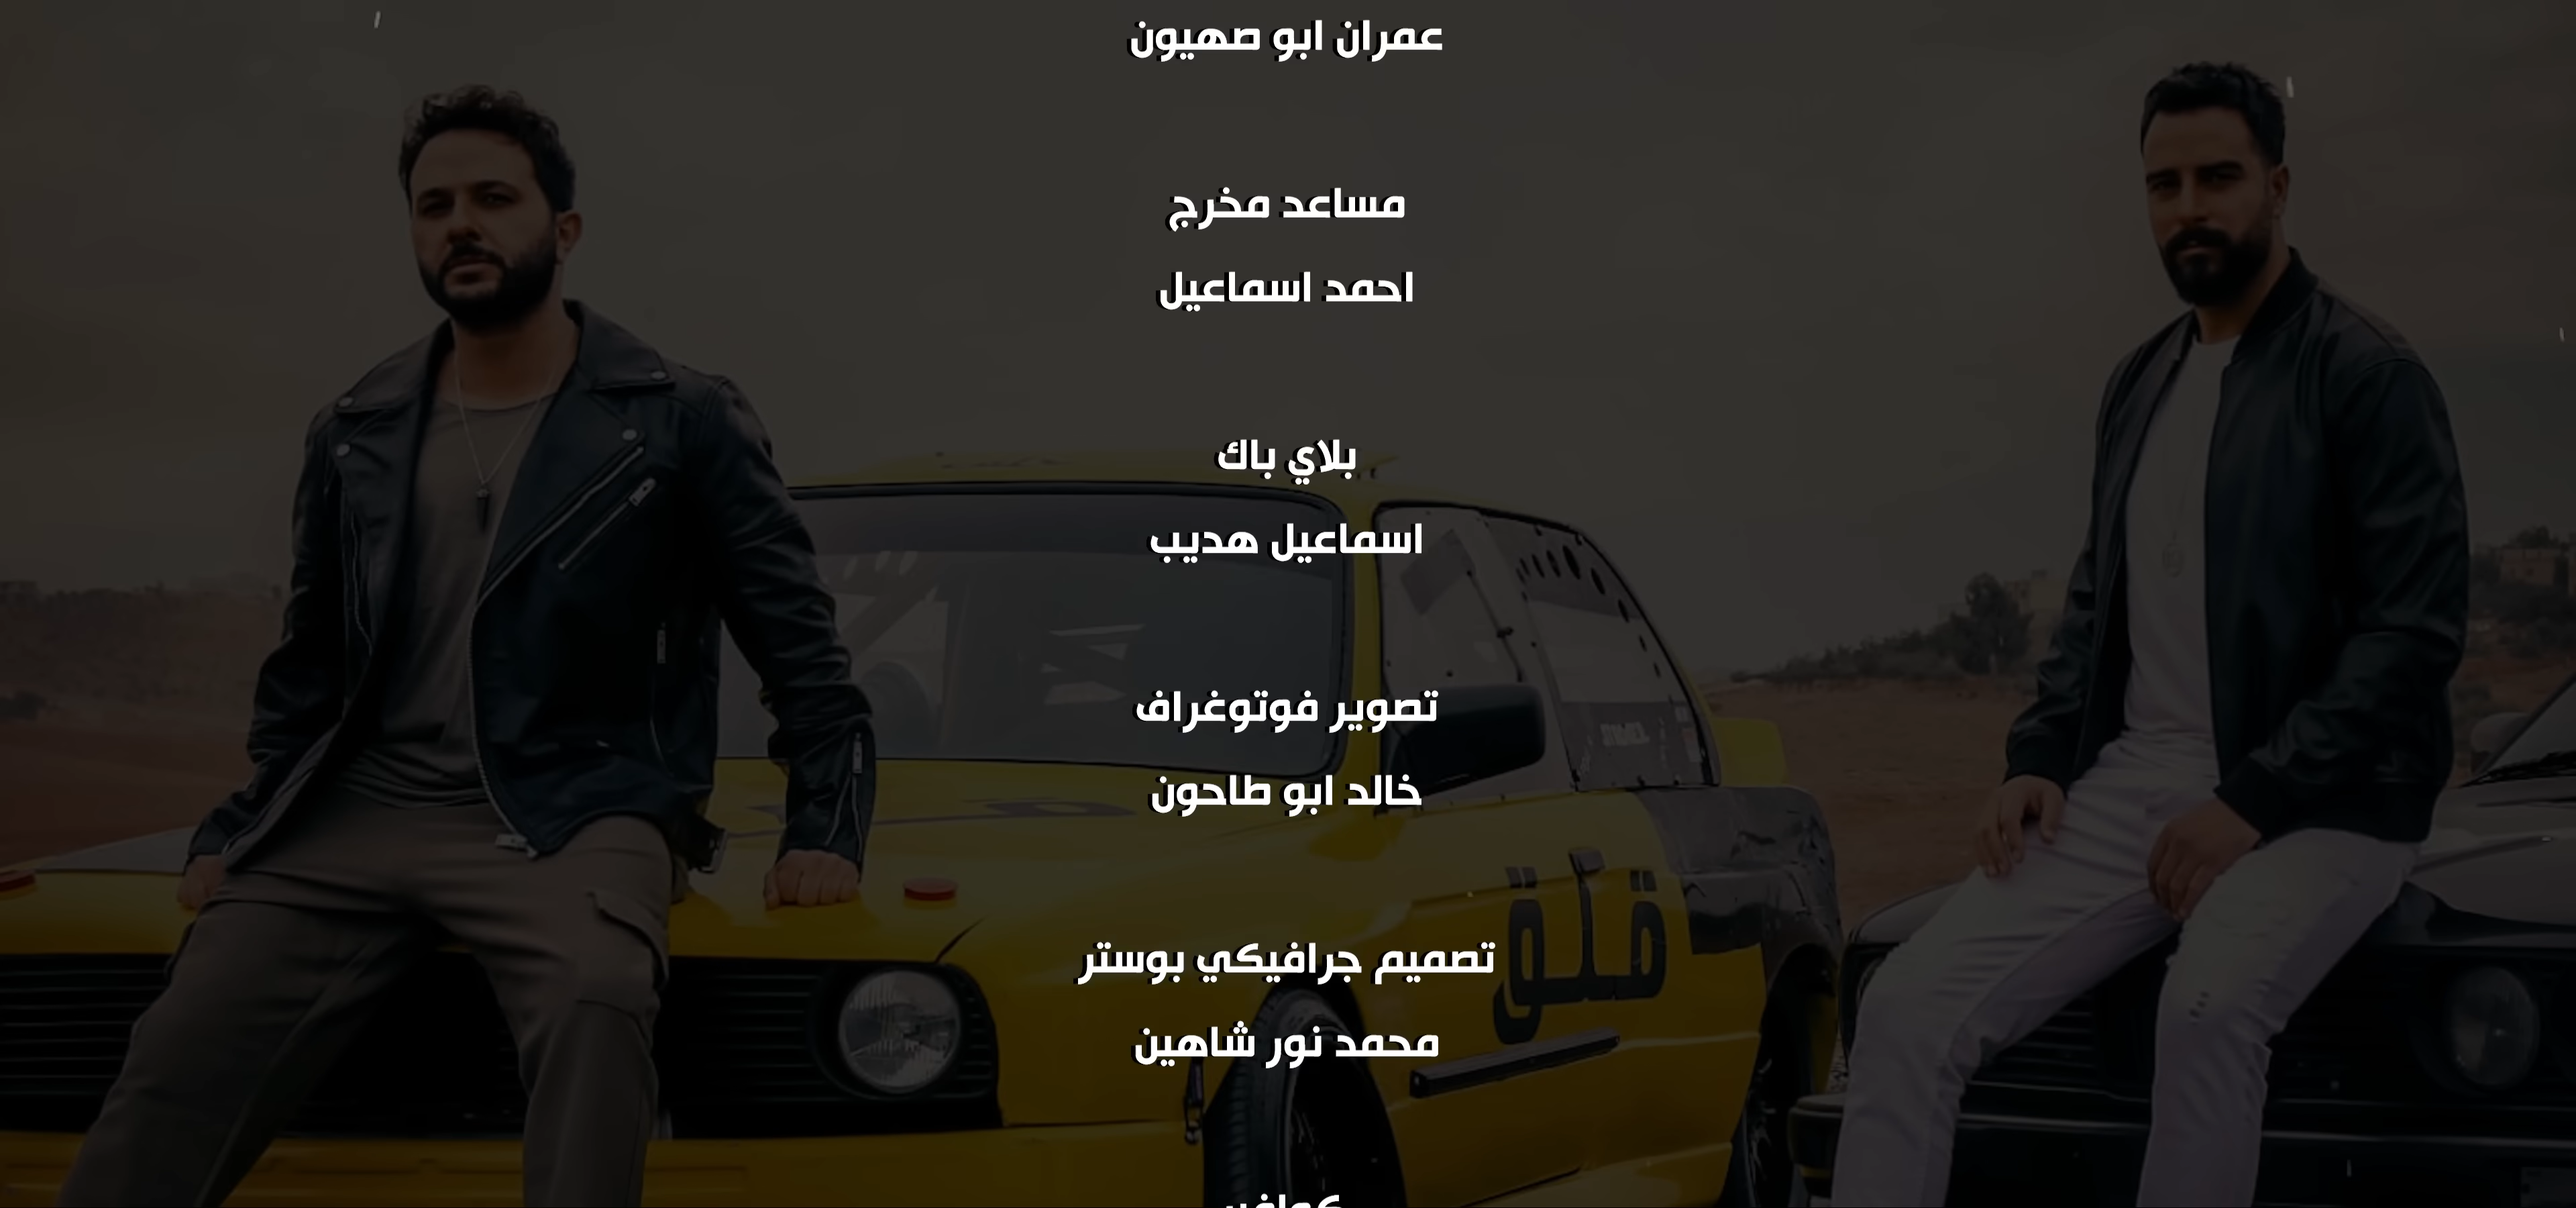 عمران ابو صهيون
مساعد مخرج
احمد اسماعيل
بلاي باك
اسماعيل هديب
تصوير فوتوغراف
خالد ابو طاحون
قلق
تصميم جرافيكي بوستر
محمد نور شاهين